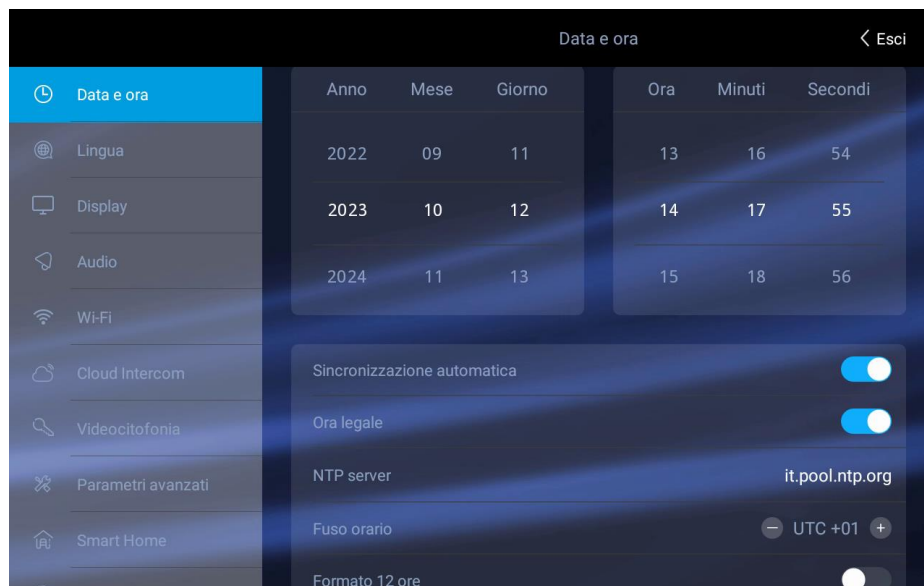 Data e ora
Esci
Data e ora
Lingua
Display
Audio
Wi-Fi
Cloud Intercom
Videocitofonia
Parametri avanzati
Smart Home
Anno Mese Giorno
2022 09 11
2023 10 12
2024 11 13
Ora Minuti Secondi
13 16 54
14 17 55
15 18 56
Sincronizzazione automatica
Ora legale
NTP server it.pool.ntp.org
Fuso orario − UTC +01 +
Formato 12 ore